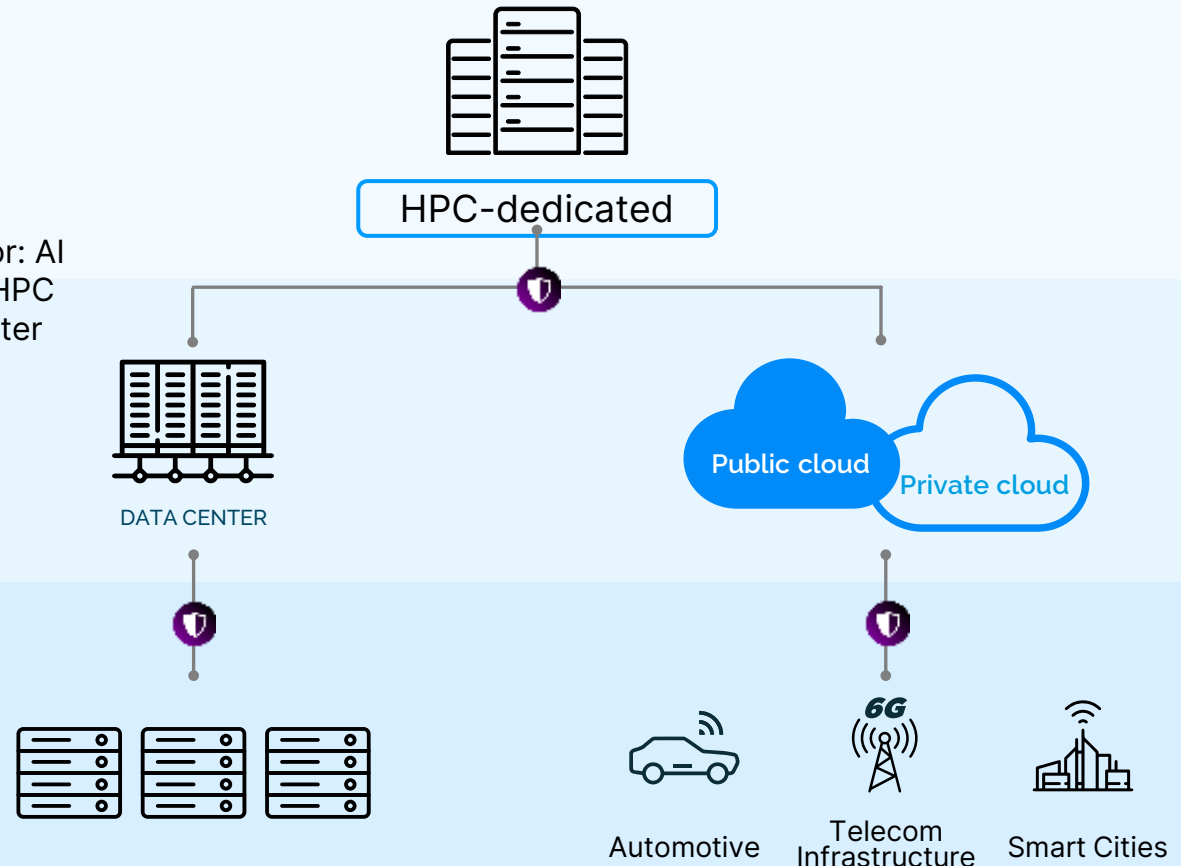 HPC-dedicated
or: AI
HPC
ter
Public cloud
Private cloud
DATA CENTER
6G
Automotive
Telecom
Infrastructure
Smart Cities